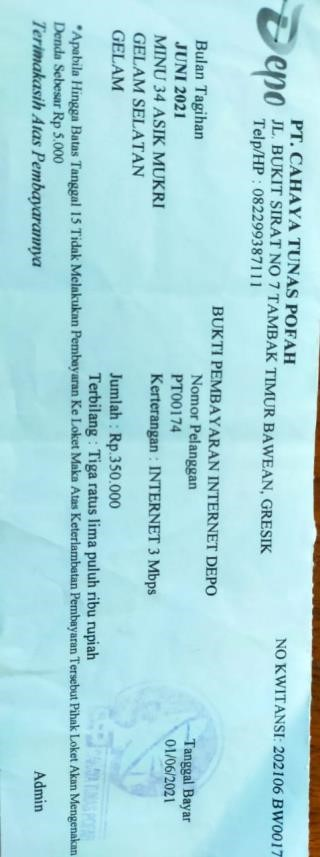 Depo
PT. CAHAYA TUNAS POFAH
JL. BUKIT SIRAT NO 7 TAMBAK TIMUR BAWEAN, GRESIK
Telp/HP : 082299387111
NO KWITANSI: 202106 BW0017
BUKTI PEMBAYARAN INTERNET DEPO
Bulan Tagihan
JUNI 2021
MINU 34 ASIK MUKRI
GELAM SELATAN
GELAM
Nomor Pelanggan
PT00174
Kerterangan : INTERNET 3 Mbps
Tanggal Bayar
01/06/2021
Jumlah : Rp.350.000
Terbilang : Tiga ratus lima puluh ribu rupiah
*Apabila Hingga Batas Tanggal 15 Tidak Melakukan Pembayaran Ke Loket Maka Atas Keterlambatan Pembayaran Tersebut Pihak Loket Akan Mengenakan
Denda Sebesar Rp 5.000
Terimakasih Atas Pembayarannya
Admin